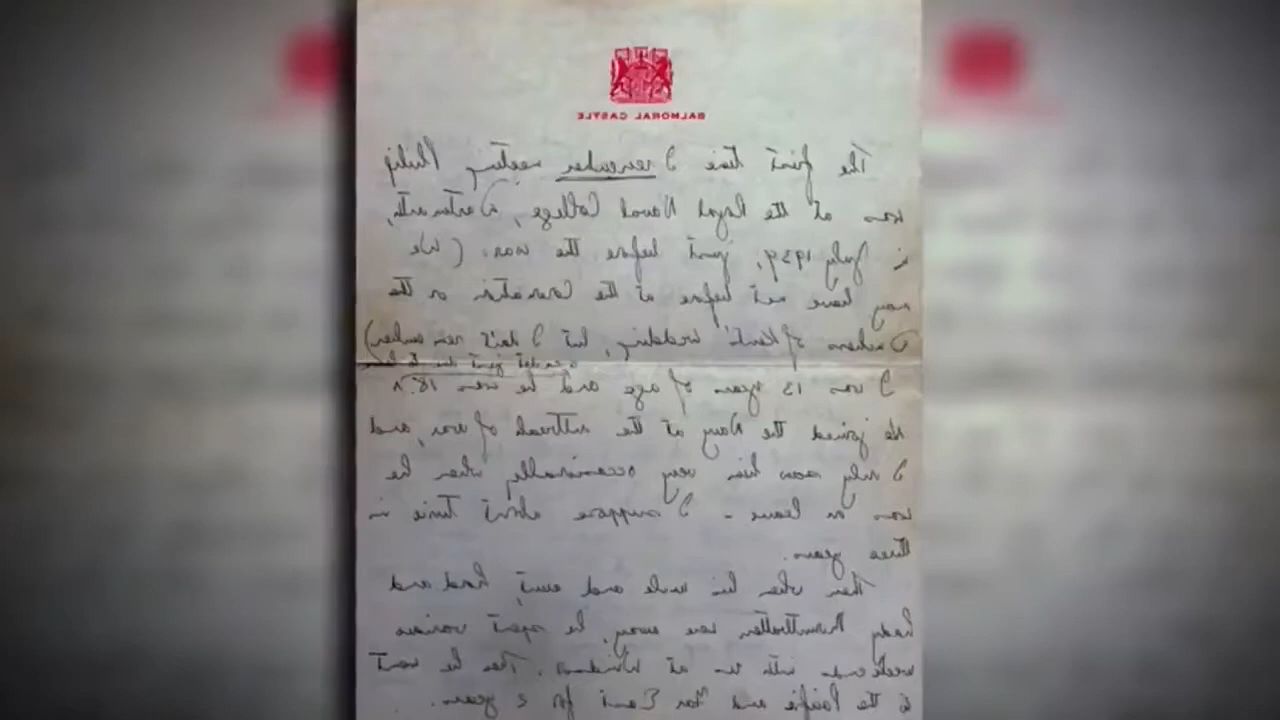 BALMORAL CASTLE
The first time I remember meeting Philip
was at the Royal Naval College, Dartmouth,
in July 1939, just before the war. (We
may have met before at the Coronation or the
Duchess of Kent's wedding, but I don't remember)
I was 13 years of age and he was 18
He joined the Navy at the outbreak of war, and
I only saw him very occasionally when he
was on leave - I suppose about twice in
three years.
Then when his uncle and aunt, Lord and
Lady Mountbatten were away, he spent various
weekends with us at Windsor. Then he went
to the Pacific and Far East for 2 years.